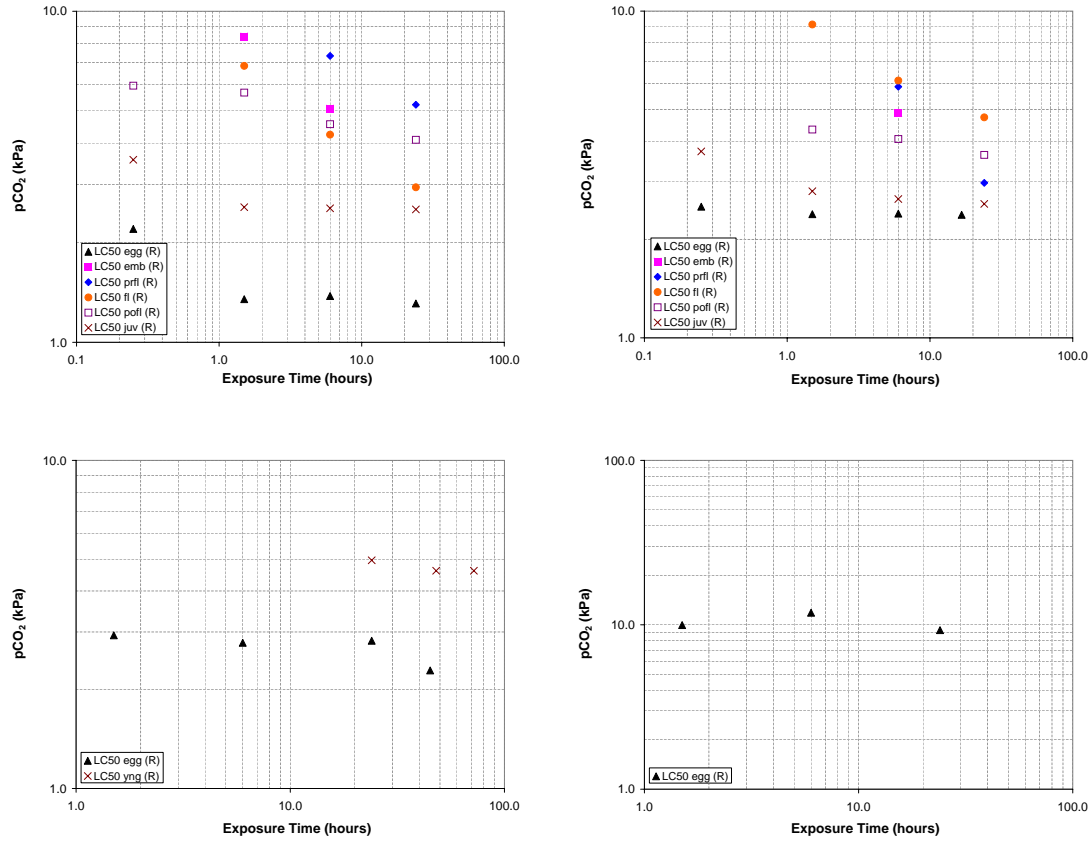 10.0
pCO2 (kPa)
1.0
LC50 egg (R)
LC50 emb (R)
LC50 prfl (R)
LC50 fl (R)
LC50 pofl (R)
LC50 juv (R)
0.1 1.0 10.0 100.0
Exposure Time (hours)
10.0
pCO2 (kPa)
1.0
LC50 egg (R)
LC50 emb (R)
LC50 prfl (R)
LC50 fl (R)
LC50 pofl (R)
LC50 juv (R)
0.1 1.0 10.0 100.0
Exposure Time (hours)
10.0
pCO2 (kPa)
1.0
LC50 egg (R)
LC50 yng (R)
1.0 10.0 100.0
Exposure Time (hours)
100.0
10.0
pCO2 (kPa)
1.0
LC50 egg (R)
1.0 10.0 100.0
Exposure Time (hours)